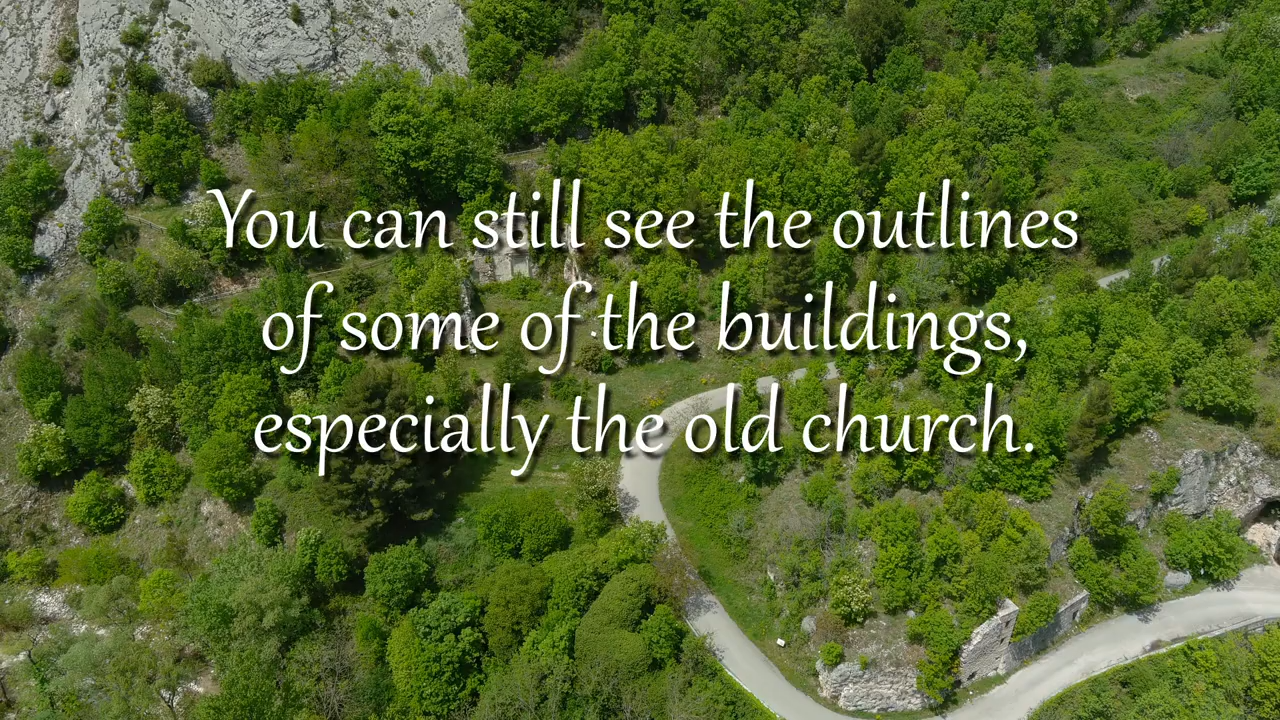 You can still see the outlines
of some of the buildings,
especially the old church.